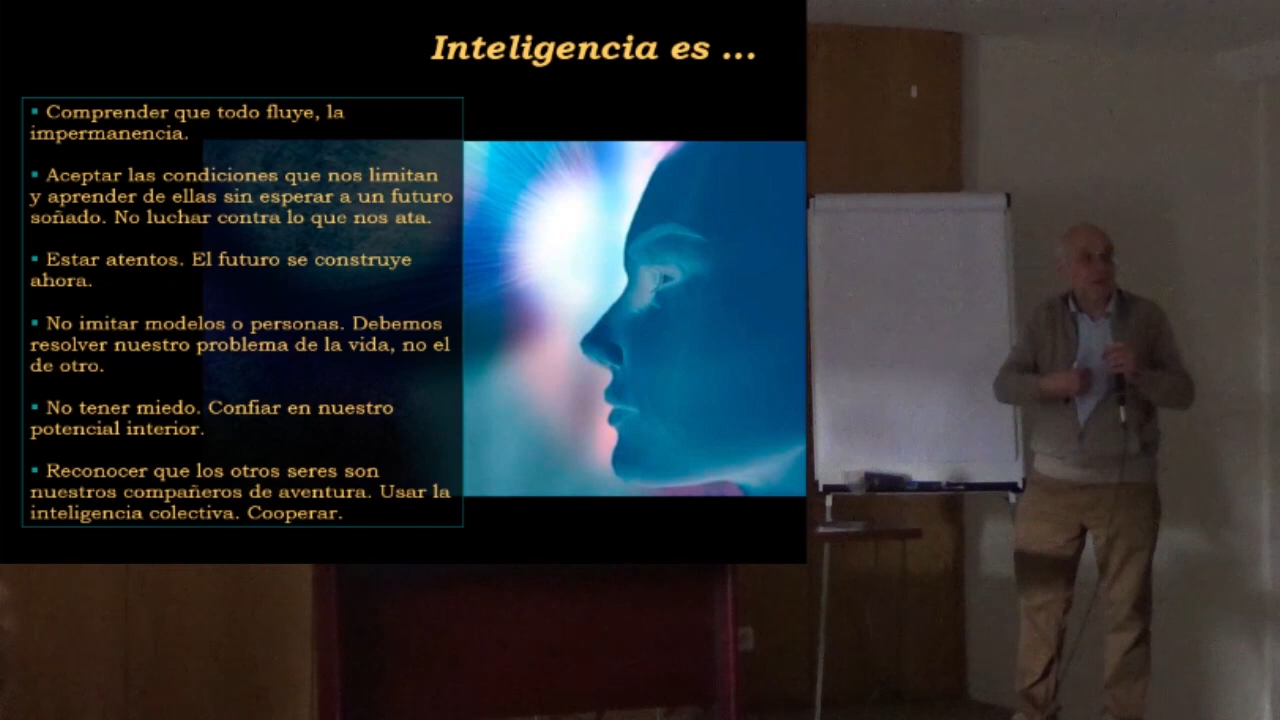 Inteligencia es ...
▪ Comprender que todo fluye, la
impermanencia.
▪ Aceptar las condiciones que nos limitan
y aprender de ellas sin esperar a un futuro
soñado. No luchar contra lo que nos ata.
▪ Estar atentos. El futuro se construye
ahora.
▪ No imitar modelos o personas. Debemos
resolver nuestro problema de la vida, no el
de otro.
▪ No tener miedo. Confiar en nuestro
potencial interior.
▪ Reconocer que los otros seres son
nuestros compañeros de aventura. Usar la
inteligencia colectiva. Cooperar.